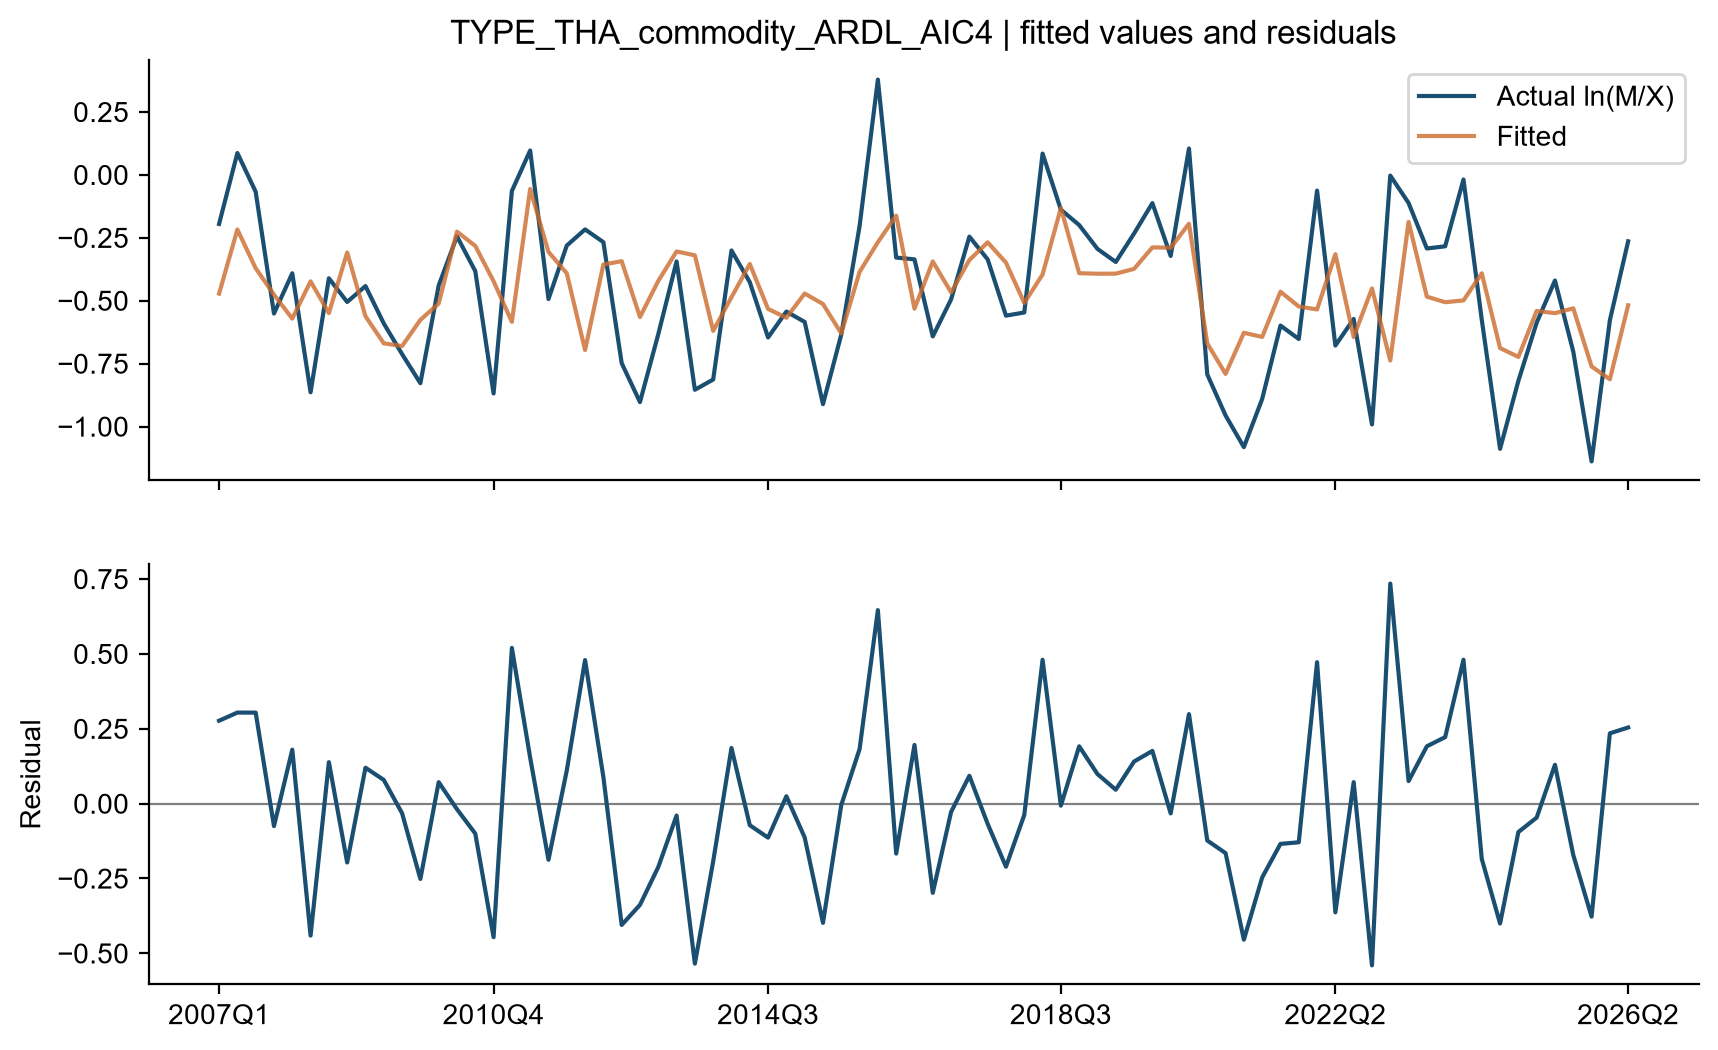 TYPE_THA_commodity_ARDL_AIC4 | fitted values and residuals
Actual ln(M/X)
Fitted
0.25
0.00
−0.25
−0.50
−0.75
−1.00
0.75
0.50
0.25
0.00
−0.25
−0.50
Residual
2007Q1 2010Q4 2014Q3 2018Q3 2022Q2 2026Q2